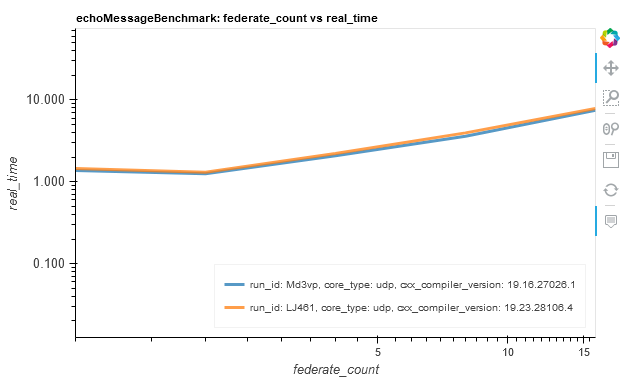 echoMessageBenchmark: federate_count vs real_time
10.000
1.000
0.100
real_time
run_id: Md3vp, core_type: udp, cxx_compiler_version: 19.16.27026.1
run_id: LJ461, core_type: udp, cxx_compiler_version: 19.23.28106.4
5
10
15
federate_count